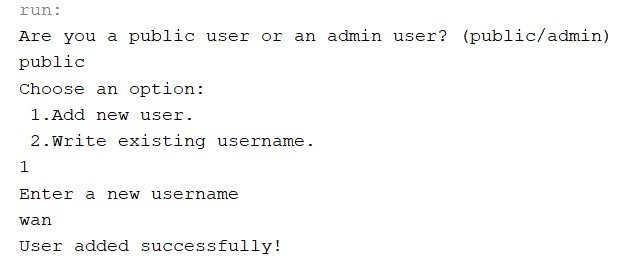 run:
Are you a public user or an admin user? (public/admin)
public
Choose an option:
 1.Add new user.
 2.Write existing username.
1
Enter a new username
wan
User added successfully!